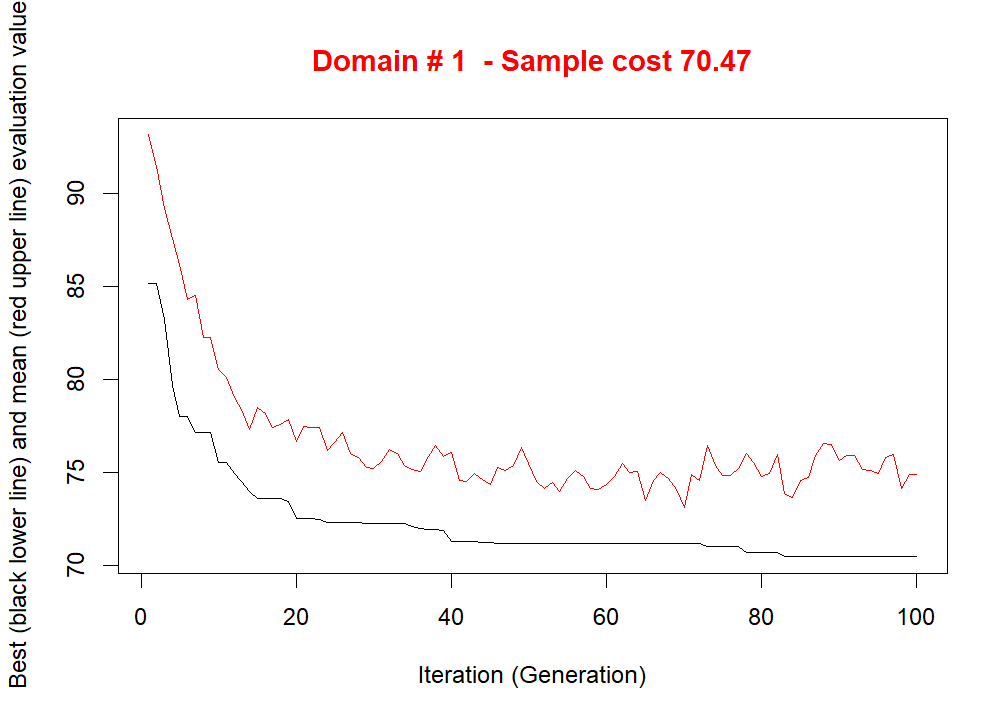 Domain # 1  - Sample cost 70.47
Best (black lower line) and mean (red upper line) evaluation value
90
85
80
75
70
0 20 40 60 80 100
Iteration (Generation)